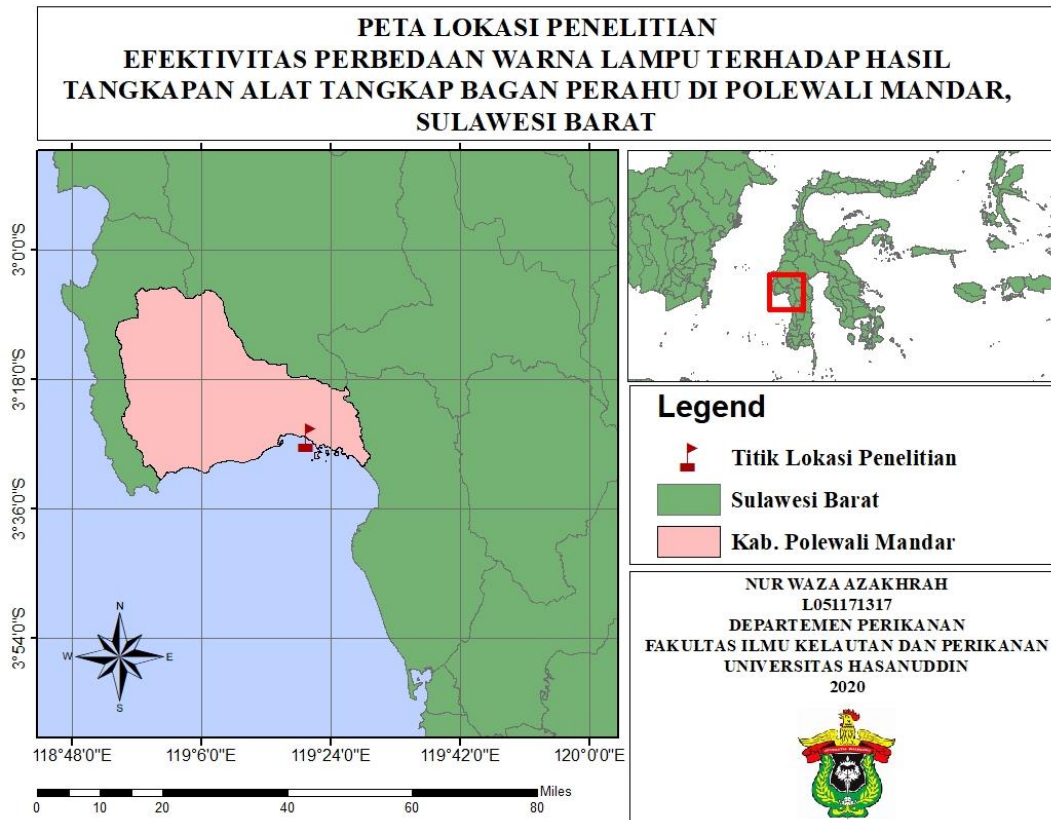 PETA LOKASI PENELITIAN
EFEKTIVITAS PERBEDAAN WARNA LAMPU TERHADAP HASIL
TANGKAPAN ALAT TANGKAP BAGAN PERAHU DI POLEWALI MANDAR,
SULAWESI BARAT
3°0'0"S
3°18'0"S
3°36'0"S
3°54'0"S
N
W E
S
118°48'0"E 119°6'0"E 119°24'0"E 119°42'0"E 120°0'0"E
Miles
0 10 20 40 60 80
Legend
Titik Lokasi Penelitian
Sulawesi Barat
Kab. Polewali Mandar
NUR WAZA AZAKHRAH
L051171317
DEPARTEMEN PERIKANAN
FAKULTAS ILMU KELAUTAN DAN PERIKANAN
UNIVERSITAS HASANUDDIN
2020